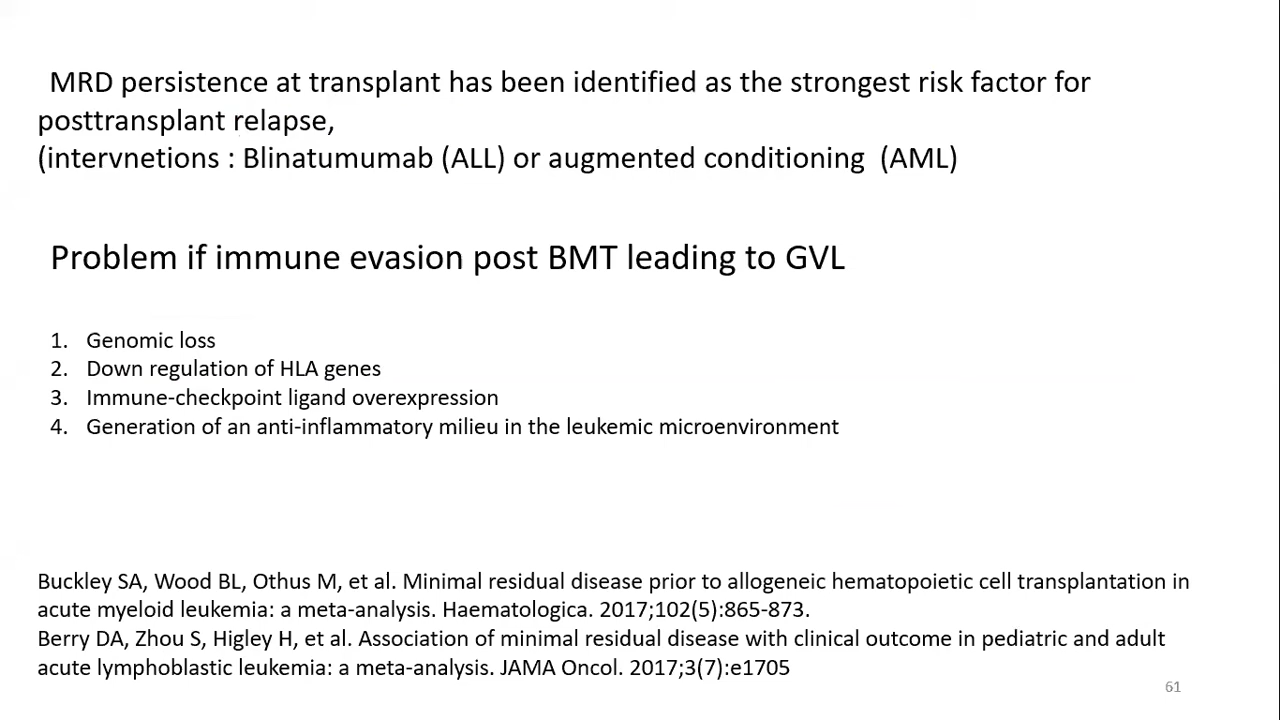 MRD persistence at transplant has been identified as the strongest risk factor for
posttransplant relapse,
(intervnetions : Blinatumumab (ALL) or augmented conditioning (AML)
Problem if immune evasion post BMT leading to GVL
1. Genomic loss
2. Down regulation of HLA genes
3. Immune-checkpoint ligand overexpression
4. Generation of an anti-inflammatory milieu in the leukemic microenvironment
Buckley SA, Wood BL, Othus M, et al. Minimal residual disease prior to allogeneic hematopoietic cell transplantation in
acute myeloid leukemia: a meta-analysis. Haematologica. 2017;102(5):865-873.
Berry DA, Zhou S, Higley H, et al. Association of minimal residual disease with clinical outcome in pediatric and adult
acute lymphoblastic leukemia: a meta-analysis. JAMA Oncol. 2017;3(7):e1705
61